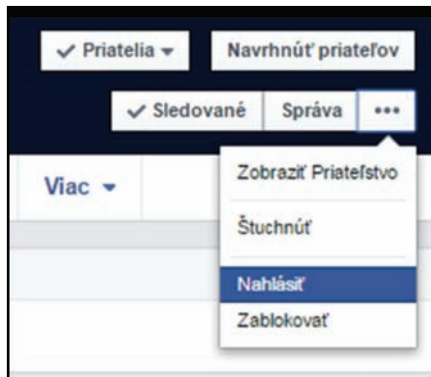 ✓ Priatelia ▾ Navrhnúť priateľov
✓ Sledované Správa •••
Viac ▾
Zobraziť Priateľstvo
Štuchnúť
Nahlásiť
Zablokovať